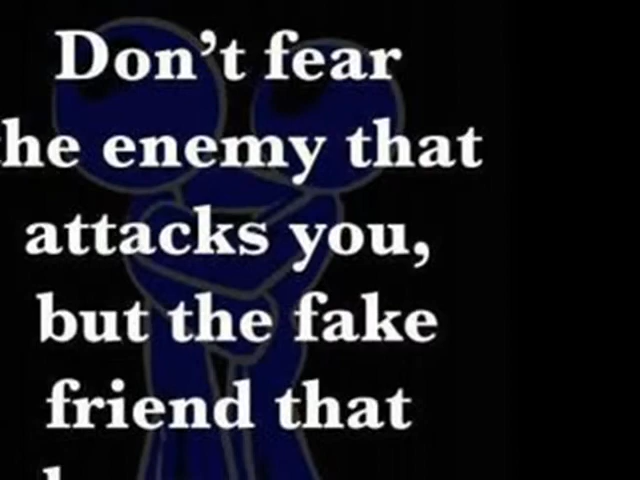 Don't fear
he enemy that
attacks you,
but the fake
friend that